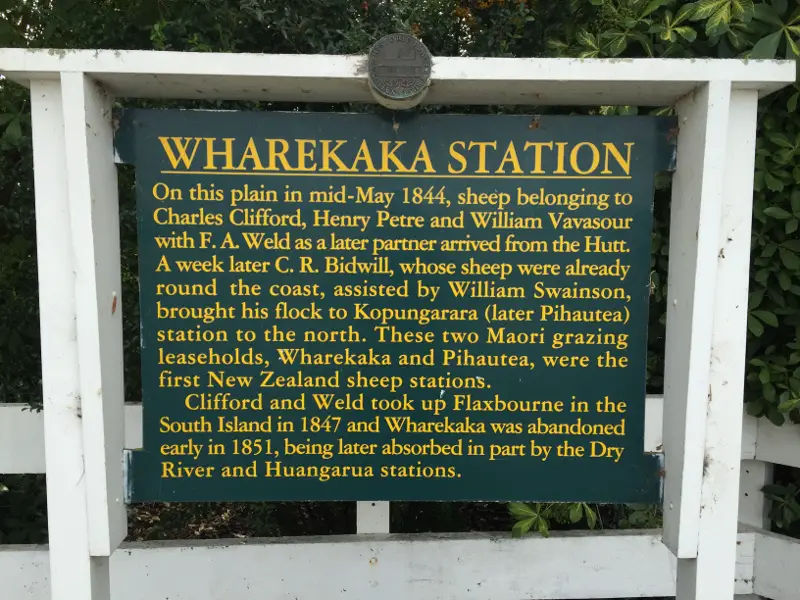 WHAREKAKA STATION
On this plain in mid-May 1844, sheep belonging to
Charles Clifford, Henry Petre and William Vavasour
with F. A. Weld as a later partner arrived from the Hutt.
A week later C. R. Bidwill, whose sheep were already
round the coast, assisted by William Swainson,
brought his flock to Kopungarara (later Pihautea)
station to the north. These two Maori grazing
leaseholds, Wharekaka and Pihautea, were the
first New Zealand sheep stations.
Clifford and Weld took up Flaxbourne in the
South Island in 1847 and Wharekaka was abandoned
early in 1851, being later absorbed in part by the Dry
River and Huangarua stations.